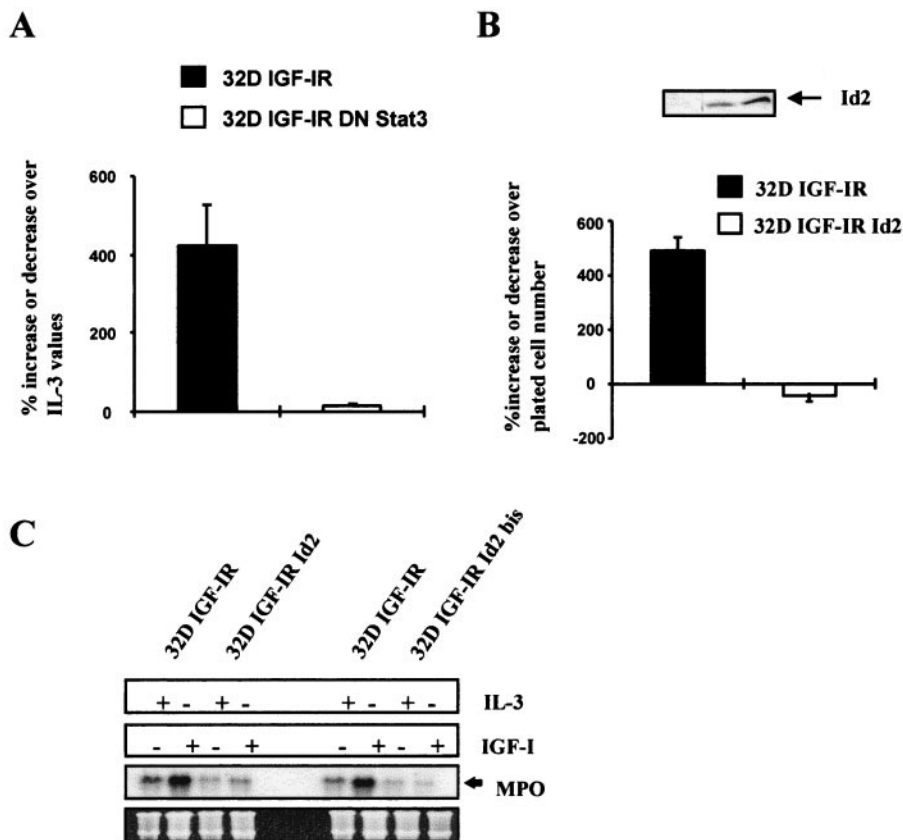 A
32D IGF-IR
32D IGF-IR DN Stat3
% increase or decrease over
IL-3 values
600
400
200
0
B
Id2
32D IGF-IR
32D IGF-IR Id2
%increase or decrease over
plated cell number
600
400
200
0
-200
C
32D IGF-IR
32D IGF-IR Id2
32D IGF-IR
32D IGF-IR Id2 bis
+ - + - + - + - IL-3
- + - + - + - + IGF-I
MPO